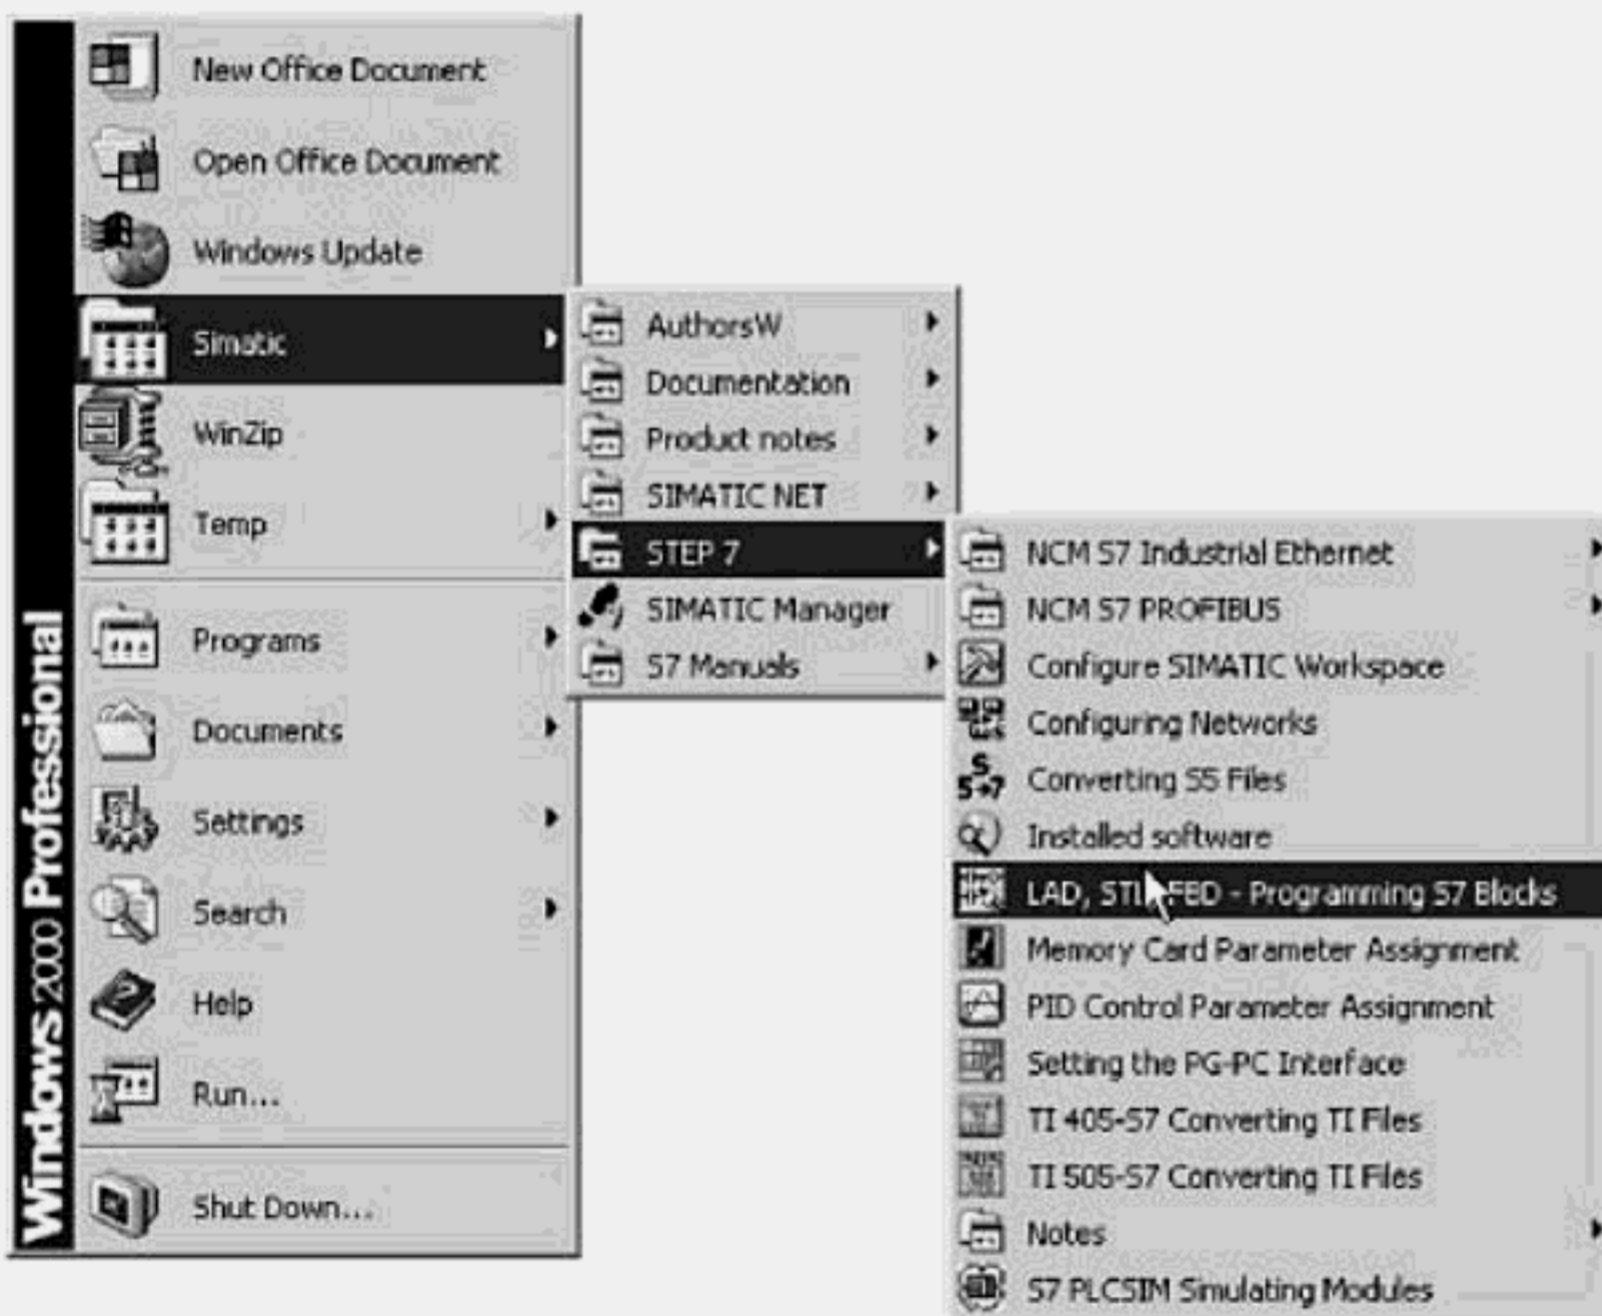 New Office Document
Open Office Document
Windows Update
Simatic
WinZip
Temp
Programs
Documents
Settings
Search
Help
Run...
Shut Down...
Windows 2000 Professional
AuthorsW
Documentation
Product notes
SIMATIC NET
STEP 7
SIMATIC Manager
S7 Manuals
NCM S7 Industrial Ethernet
NCM S7 PROFIBUS
Configure SIMATIC Workspace
Configuring Networks
Converting S5 Files
Installed software
LAD, STL, FBD - Programming S7 Blocks
Memory Card Parameter Assignment
PID Control Parameter Assignment
Setting the PG-PC Interface
TI 405-S7 Converting TI Files
TI 505-S7 Converting TI Files
Notes
S7 PLCSIM Simulating Modules